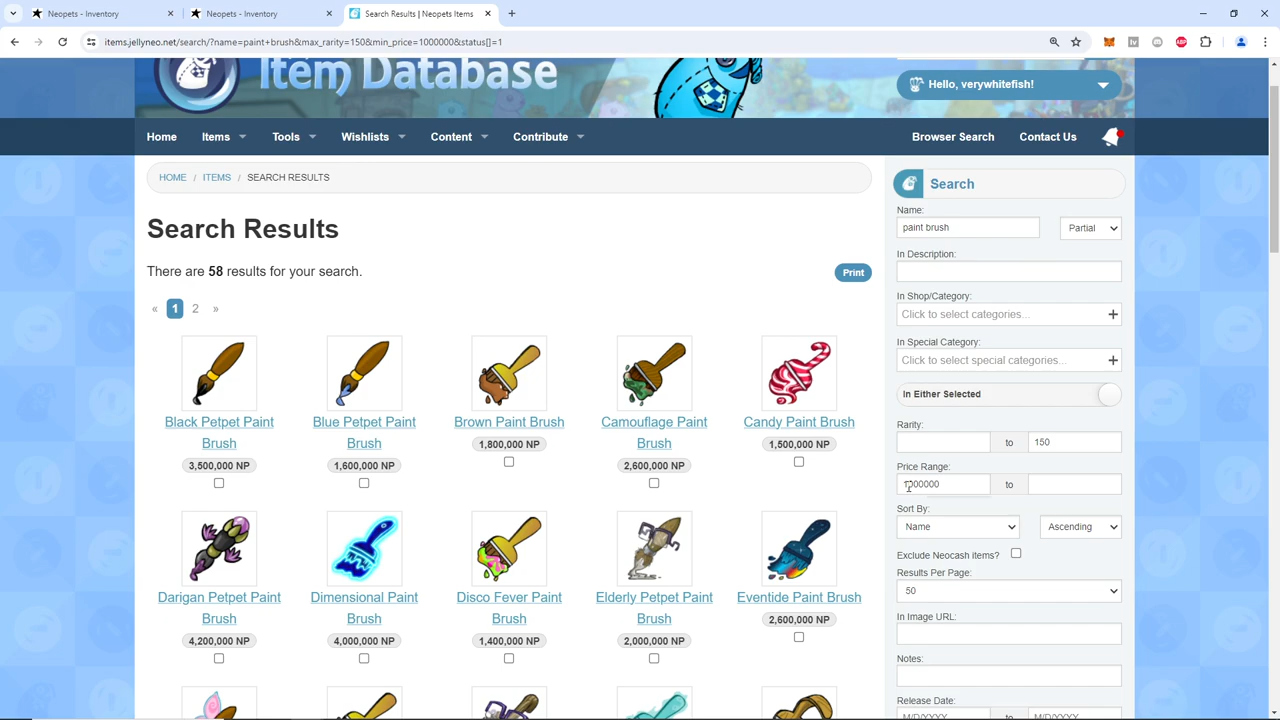 Neopets - Inventory
Neopets - Inventory
Search Results | Neopets Items
items.jellyneo.net/search/?name=paint+brush&max_rarity=150&min_price=1000000&status[]=1
Item Database
Hello, verywhitefish!
Home
Items
Tools
Wishlists
Content
Contribute
Browser Search
Contact Us
HOME / ITEMS / SEARCH RESULTS
Search Results
There are 58 results for your search.
Print
« 1 2 »
Black Petpet Paint
Brush
3,500,000 NP
Blue Petpet Paint
Brush
1,600,000 NP
Brown Paint Brush
1,800,000 NP
Camouflage Paint
Brush
2,600,000 NP
Candy Paint Brush
1,500,000 NP
Darigan Petpet Paint
Brush
4,200,000 NP
Dimensional Paint
Brush
4,000,000 NP
Disco Fever Paint
Brush
1,400,000 NP
Elderly Petpet Paint
Brush
2,000,000 NP
Eventide Paint Brush
2,600,000 NP
Search
Name:
paint brush
Partial
In Description:
In Shop/Category:
Click to select categories...
In Special Category:
Click to select special categories...
In Either Selected
Rarity:
to 150
Price Range:
1000000 to
Sort By:
Name
Ascending
Exclude Neocash items?
Results Per Page:
50
In Image URL:
Notes:
Release Date:
M/D/YYYY to M/D/YYYY